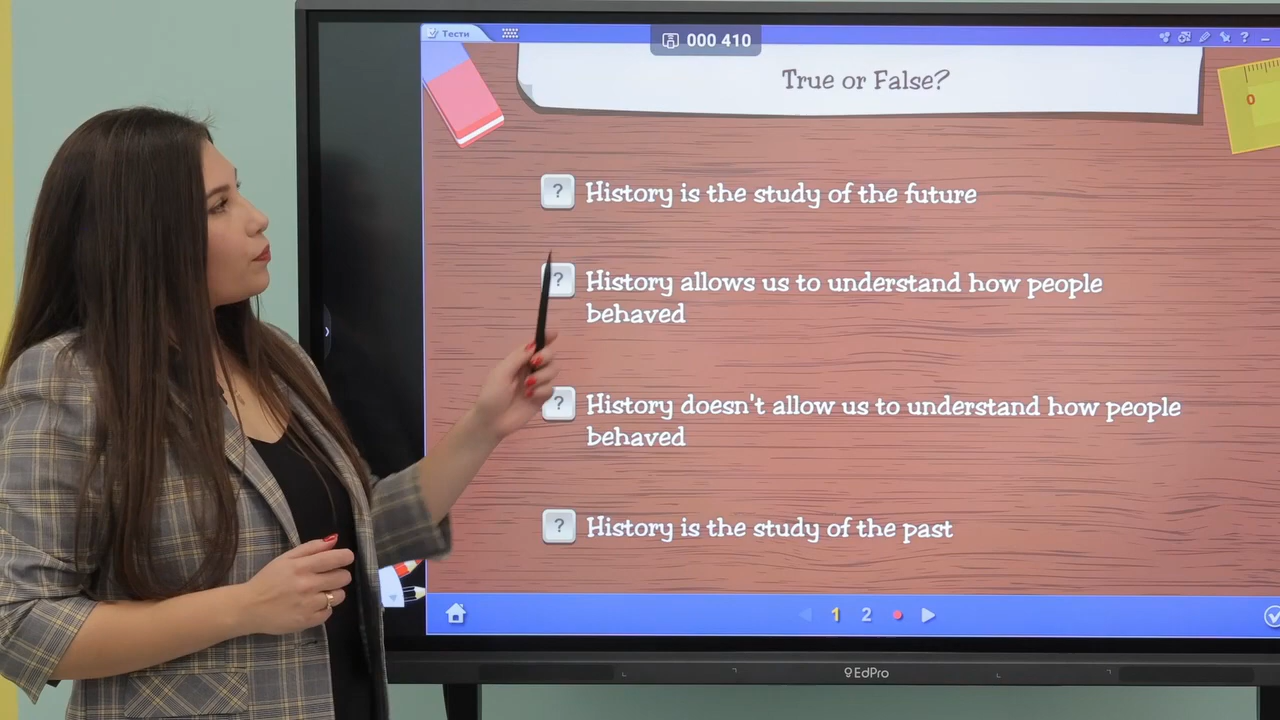 Тести
000 410
?
True or False?
0
? History is the study of the future
? History allows us to understand how people
behaved
? History doesn't allow us to understand how people
behaved
? History is the study of the past
1 2
EdPro